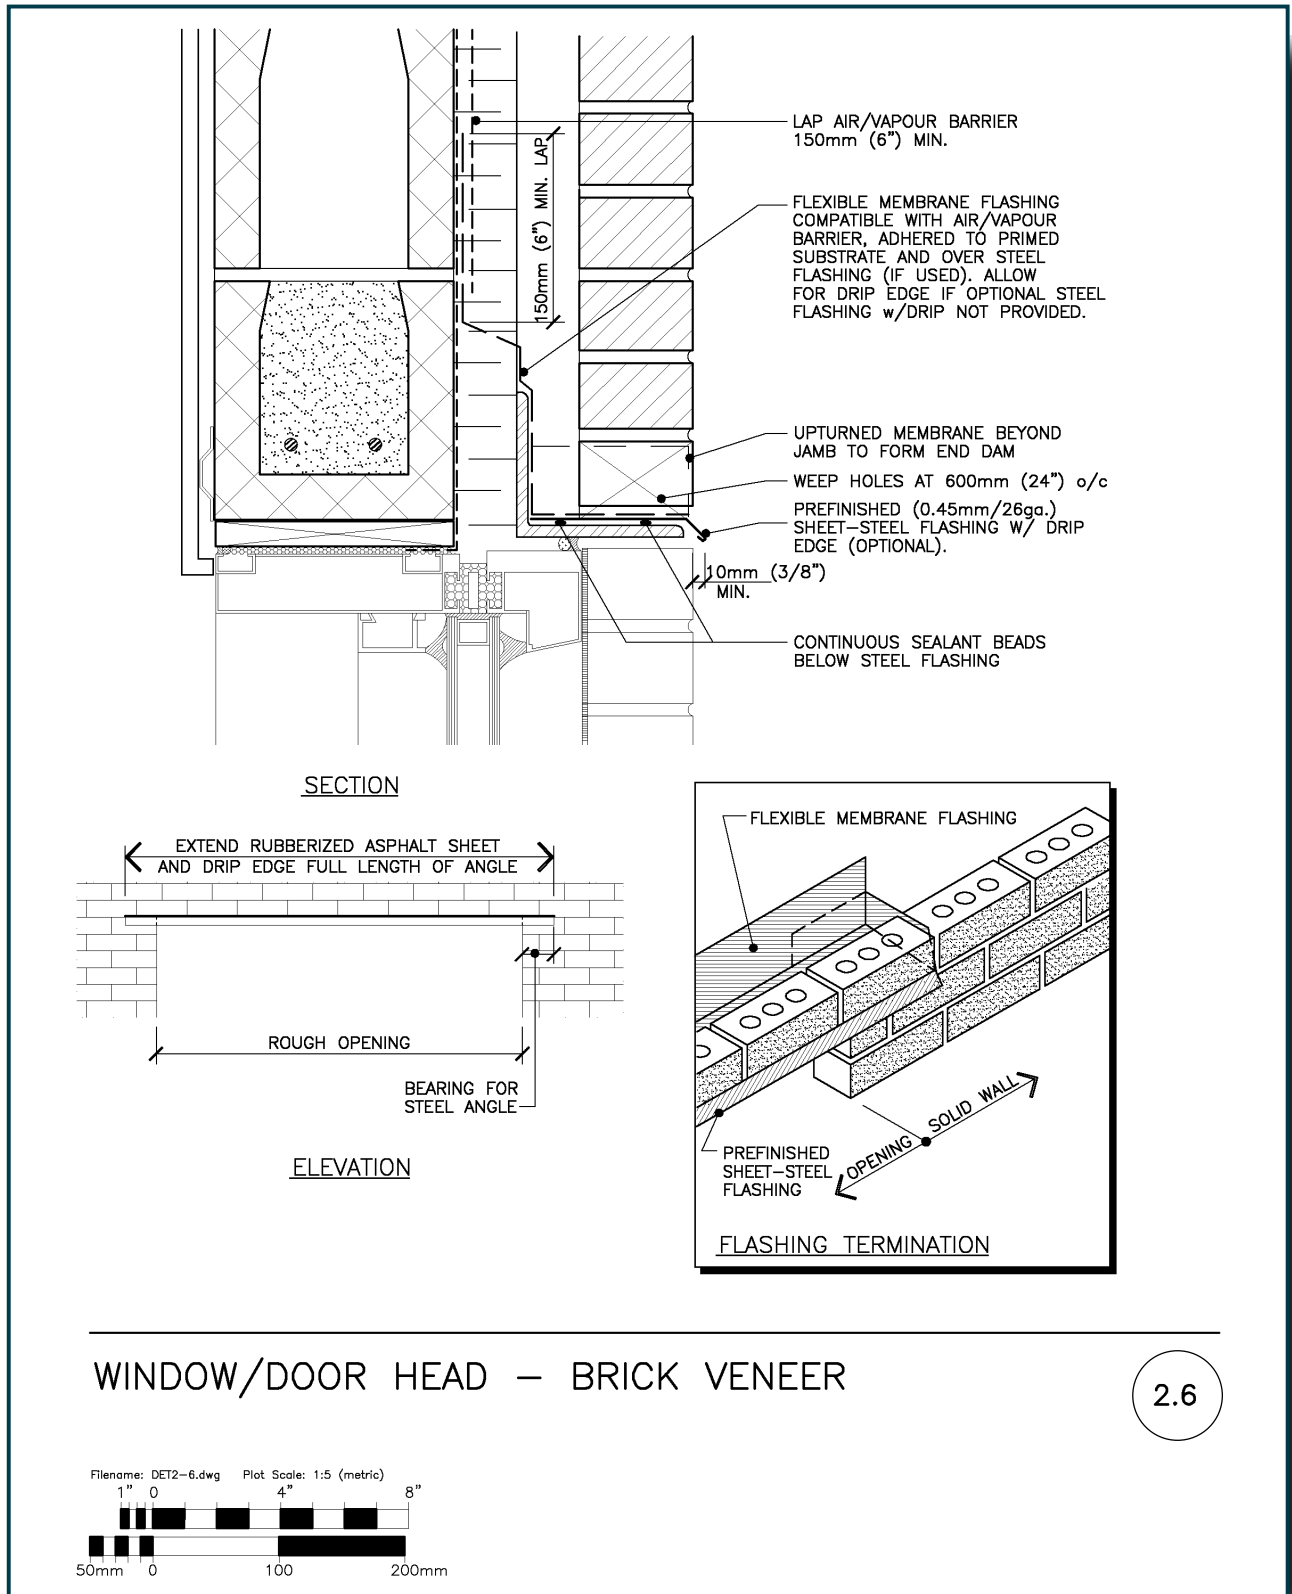 LAP AIR/VAPOUR BARRIER
150mm (6") MIN.
150mm (6") MIN. LAP
FLEXIBLE MEMBRANE FLASHING
COMPATIBLE WITH AIR/VAPOUR
BARRIER, ADHERED TO PRIMED
SUBSTRATE AND OVER STEEL
FLASHING (IF USED). ALLOW
FOR DRIP EDGE IF OPTIONAL STEEL
FLASHING w/DRIP NOT PROVIDED.
UPTURNED MEMBRANE BEYOND
JAMB TO FORM END DAM
WEEP HOLES AT 600mm (24") o/c
PREFINISHED (0.45mm/26ga.)
SHEET-STEEL FLASHING W/ DRIP
EDGE (OPTIONAL).
10mm (3/8")
MIN.
CONTINUOUS SEALANT BEADS
BELOW STEEL FLASHING
SECTION
EXTEND RUBBERIZED ASPHALT SHEET
AND DRIP EDGE FULL LENGTH OF ANGLE
ROUGH OPENING
BEARING FOR
STEEL ANGLE
ELEVATION
FLEXIBLE MEMBRANE FLASHING
SOLID WALL
OPENING
PREFINISHED
SHEET-STEEL
FLASHING
FLASHING TERMINATION
WINDOW/DOOR HEAD - BRICK VENEER
2.6
Filename: DET2-6.dwg Plot Scale: 1:5 (metric)
1" 0 4" 8"
50mm 0 100 200mm